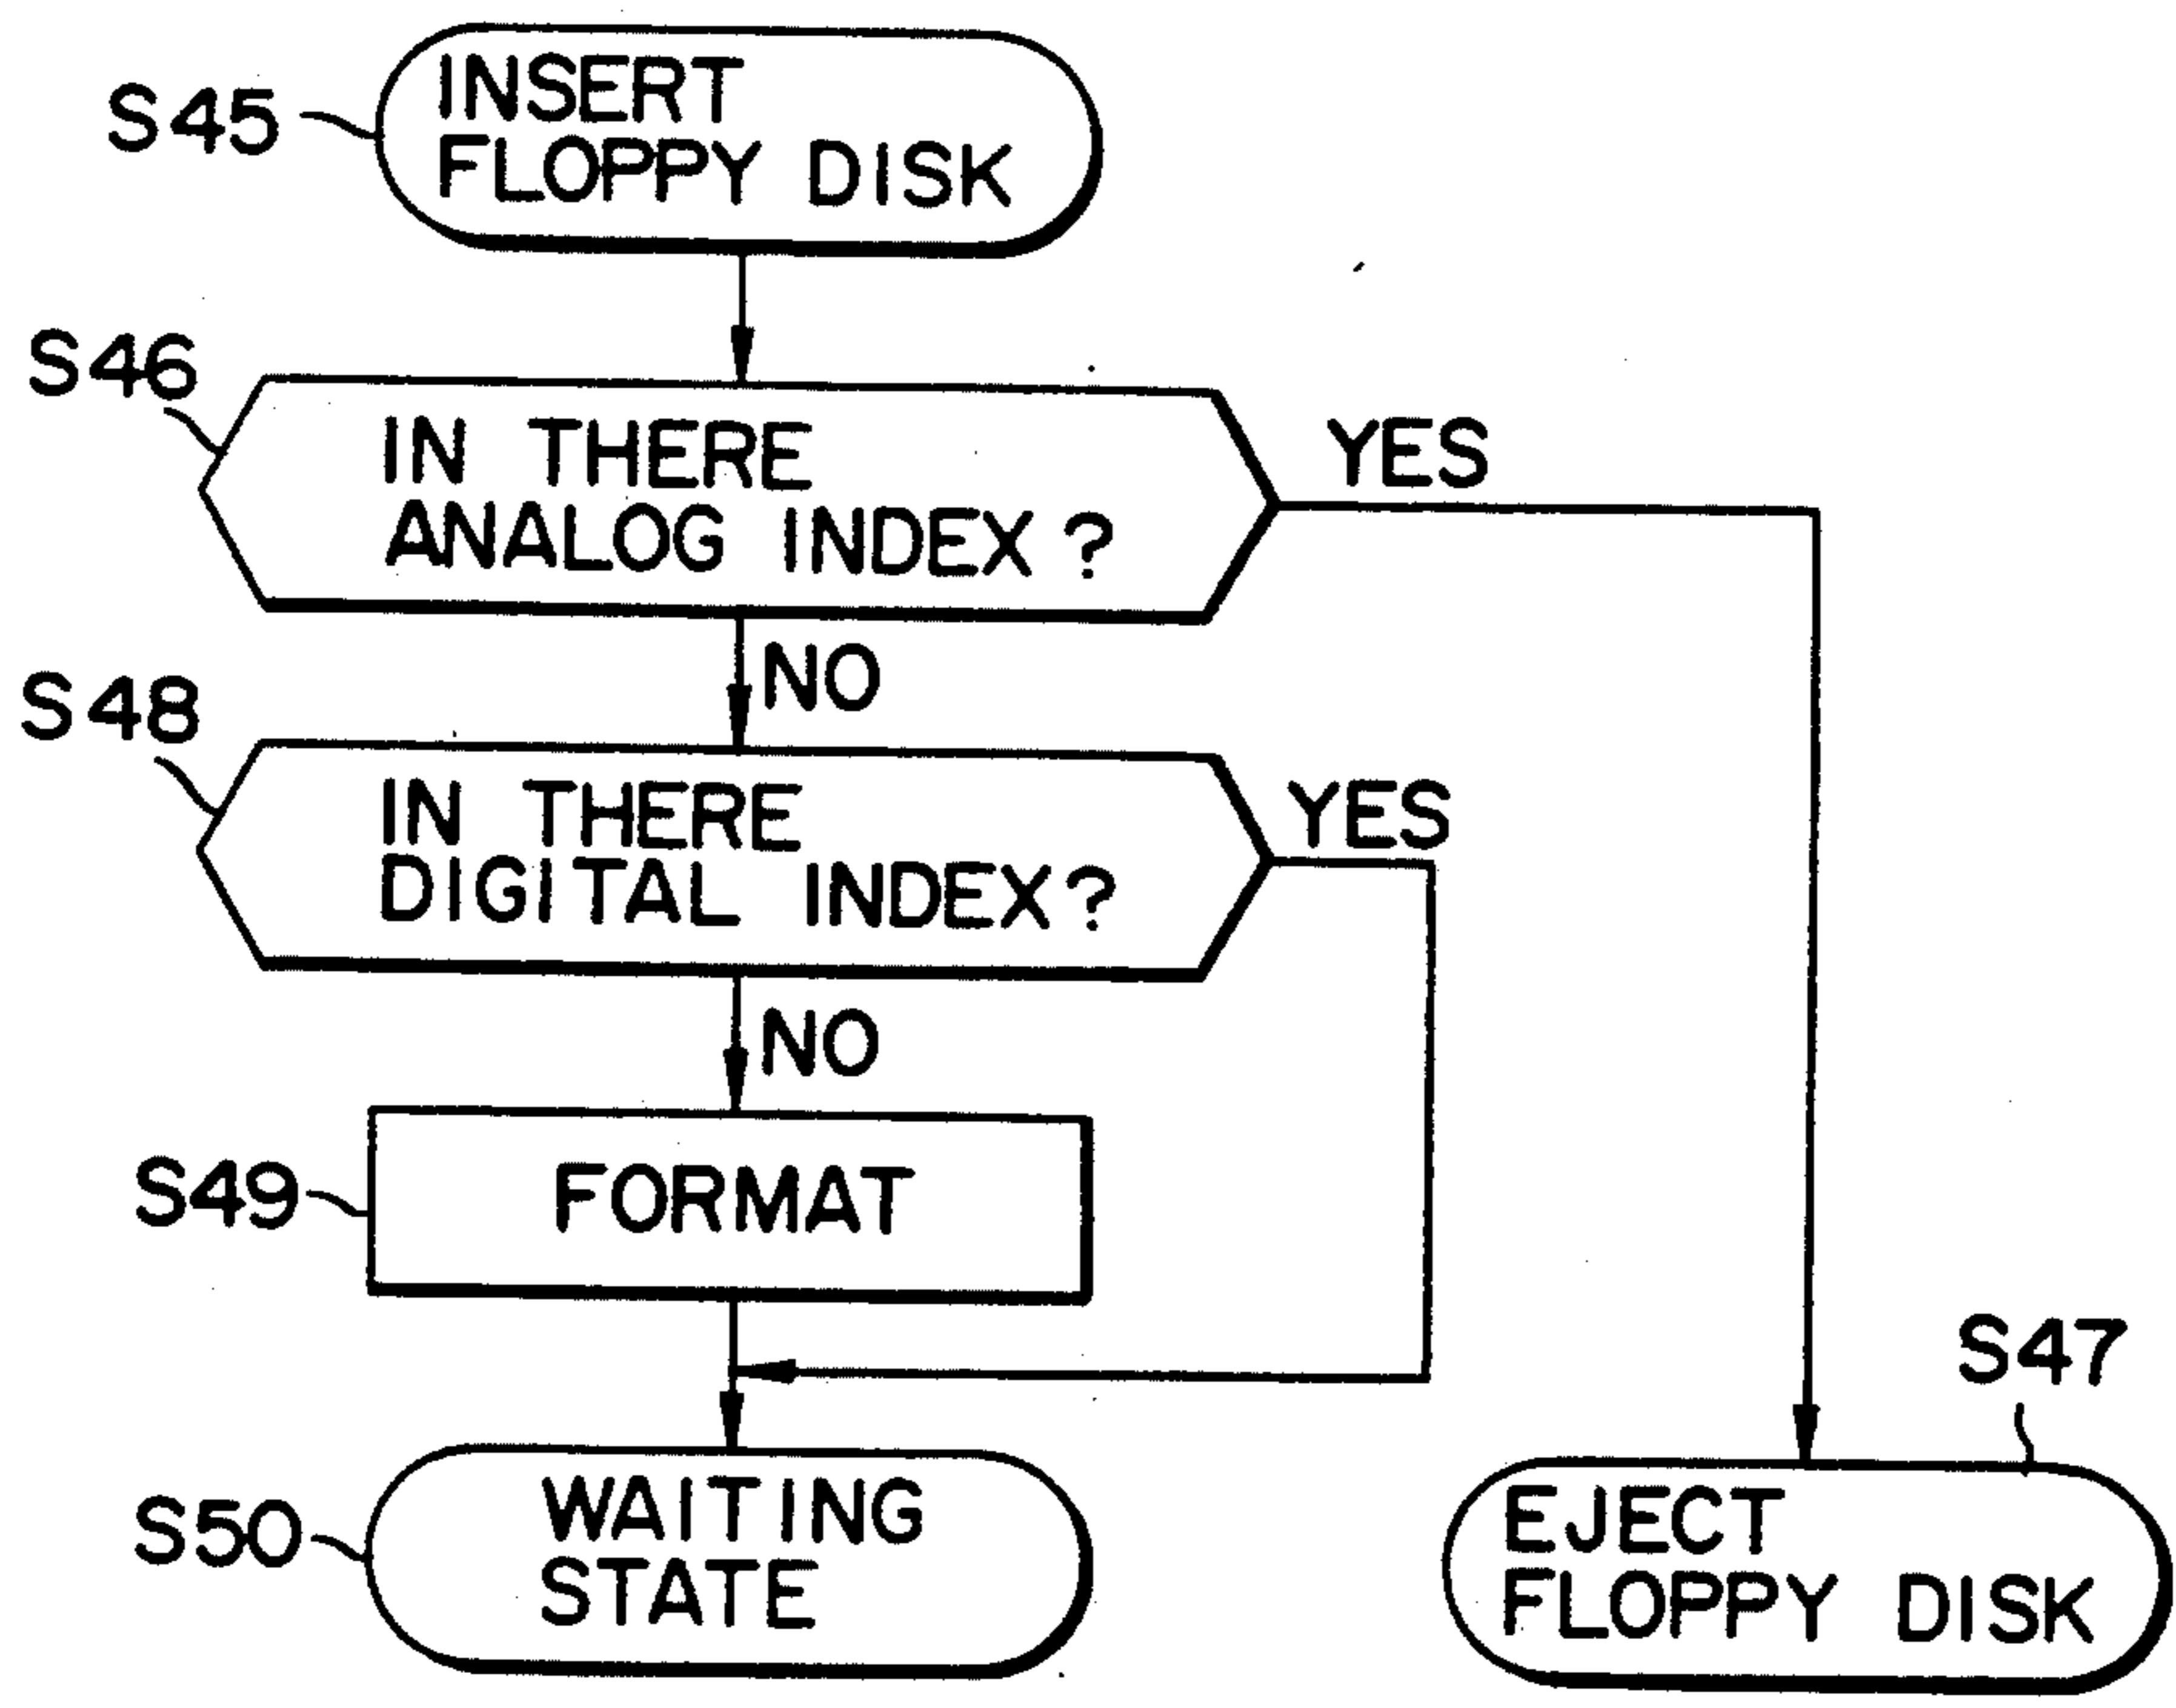 S45
INSERT
FLOPPY DISK
S46
IN THERE
ANALOG INDEX?
YES
NO
S48
IN THERE
DIGITAL INDEX?
YES
NO
S49
FORMAT
S47
S50
WAITING
STATE
EJECT
FLOPPY DISK